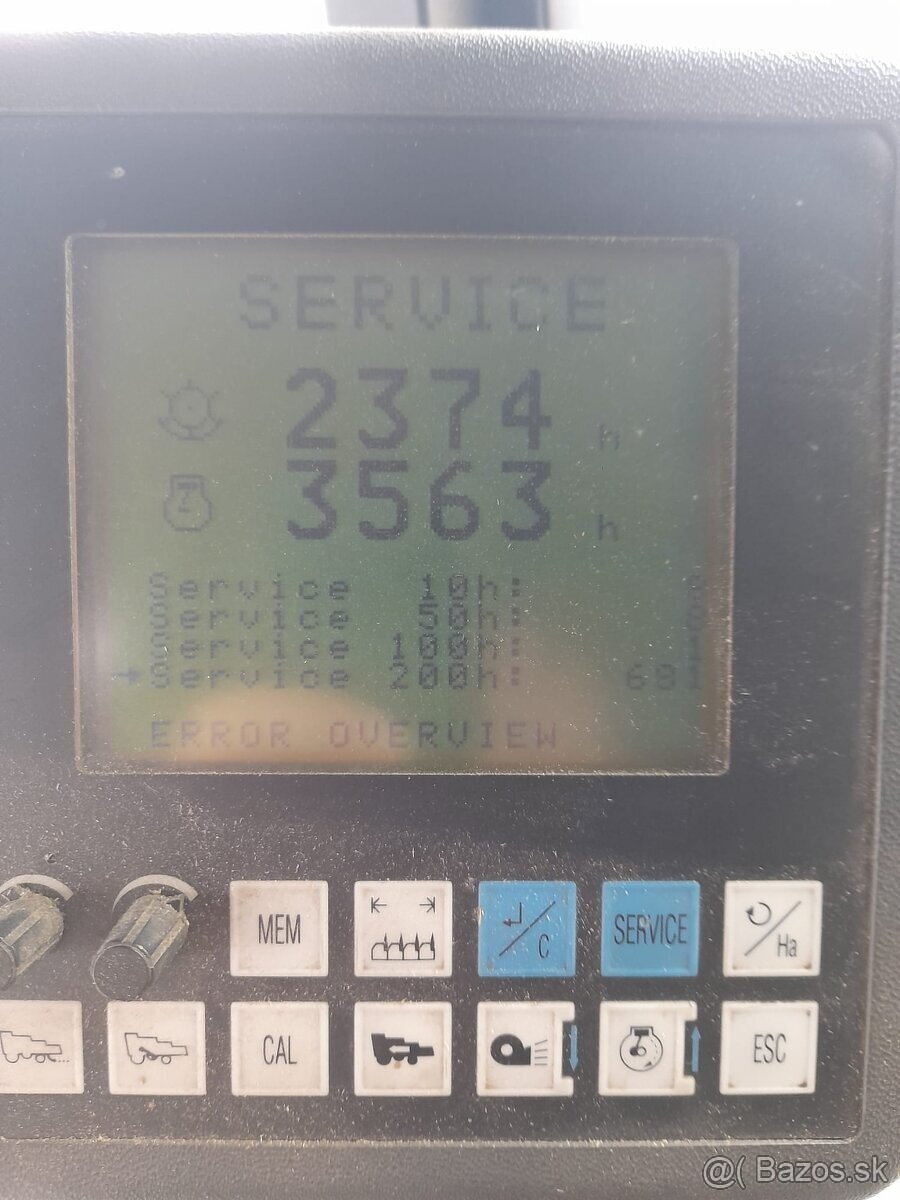 SERVICE
2374 h
3563 h
Service 10h:
Service 50h:
Service 100h: 1
Service 200h: 681
ERROR OVERVIEW
MEM
C
SERVICE
Ha
CAL
ESC
@( Bazos.sk